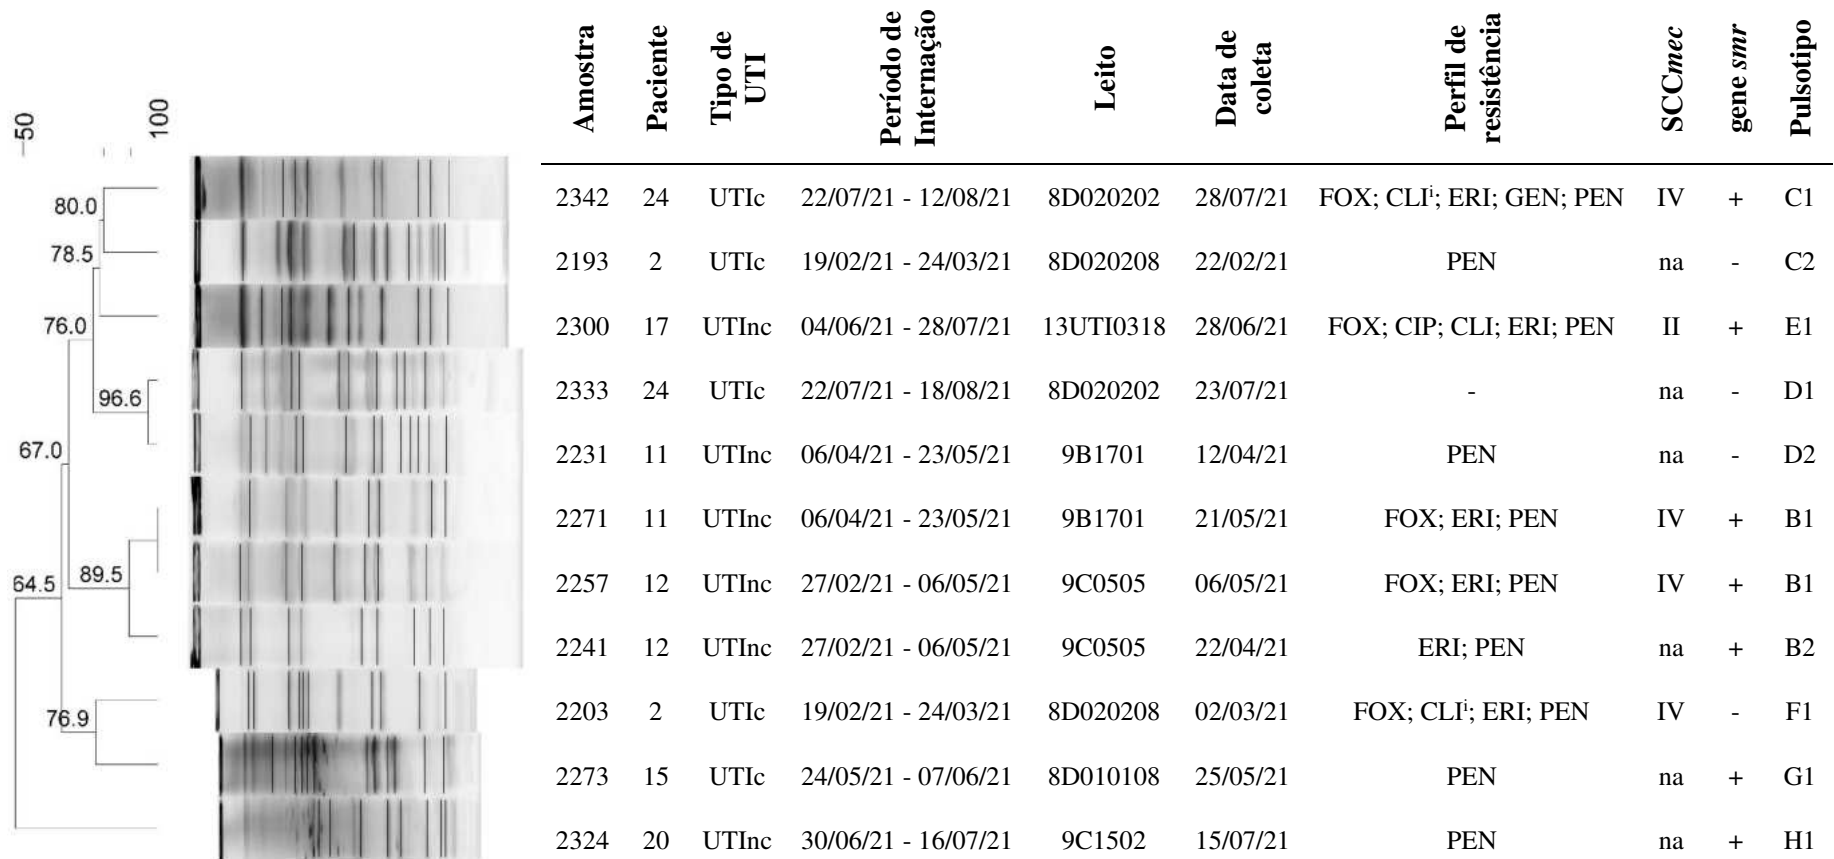 50 100
Amostra Paciente Tipo de UTI Período de Internação Leito Data de coleta Perfil de resistência SCCmec gene smr Pulsotipo
80.0
78.5
76.0
96.6
67.0
89.5
64.5
76.9
2342 24 UTIc 22/07/21 - 12/08/21 8D020202 28/07/21 FOX; CLIⁱ; ERI; GEN; PEN IV + C1
2193 2 UTIc 19/02/21 - 24/03/21 8D020208 22/02/21 PEN na - C2
2300 17 UTInc 04/06/21 - 28/07/21 13UTI0318 28/06/21 FOX; CIP; CLI; ERI; PEN II + E1
2333 24 UTIc 22/07/21 - 18/08/21 8D020202 23/07/21 - na - D1
2231 11 UTInc 06/04/21 - 23/05/21 9B1701 12/04/21 PEN na - D2
2271 11 UTInc 06/04/21 - 23/05/21 9B1701 21/05/21 FOX; ERI; PEN IV + B1
2257 12 UTInc 27/02/21 - 06/05/21 9C0505 06/05/21 FOX; ERI; PEN IV + B1
2241 12 UTInc 27/02/21 - 06/05/21 9C0505 22/04/21 ERI; PEN na + B2
2203 2 UTIc 19/02/21 - 24/03/21 8D020208 02/03/21 FOX; CLIⁱ; ERI; PEN IV - F1
2273 15 UTIc 24/05/21 - 07/06/21 8D010108 25/05/21 PEN na + G1
2324 20 UTInc 30/06/21 - 16/07/21 9C1502 15/07/21 PEN na + H1